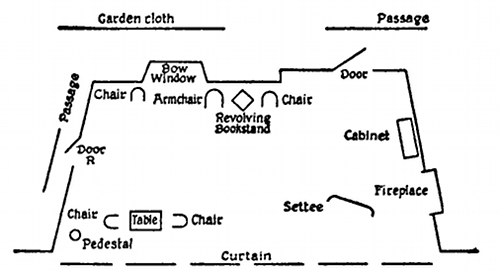 Garden cloth
Passage
Bow
Window
Door
Passage
Chair
Armchair
Chair
Revolving
Bookstand
Cabinet
Door
R
Fireplace
Settee
Chair
Table
Chair
Pedestal
Curtain